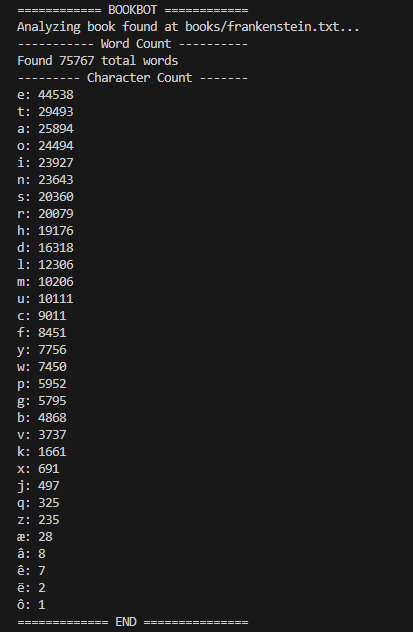 ============ BOOKBOT ============
Analyzing book found at books/frankenstein.txt...
----------- Word Count ----------
Found 75767 total words
--------- Character Count -------
e: 44538
t: 29493
a: 25894
o: 24494
i: 23927
n: 23643
s: 20360
r: 20079
h: 19176
d: 16318
l: 12306
m: 10206
u: 10111
c: 9011
f: 8451
y: 7756
w: 7450
p: 5952
g: 5795
b: 4868
v: 3737
k: 1661
x: 691
j: 497
q: 325
z: 235
æ: 28
â: 8
ê: 7
ë: 2
ô: 1
============= END ===============